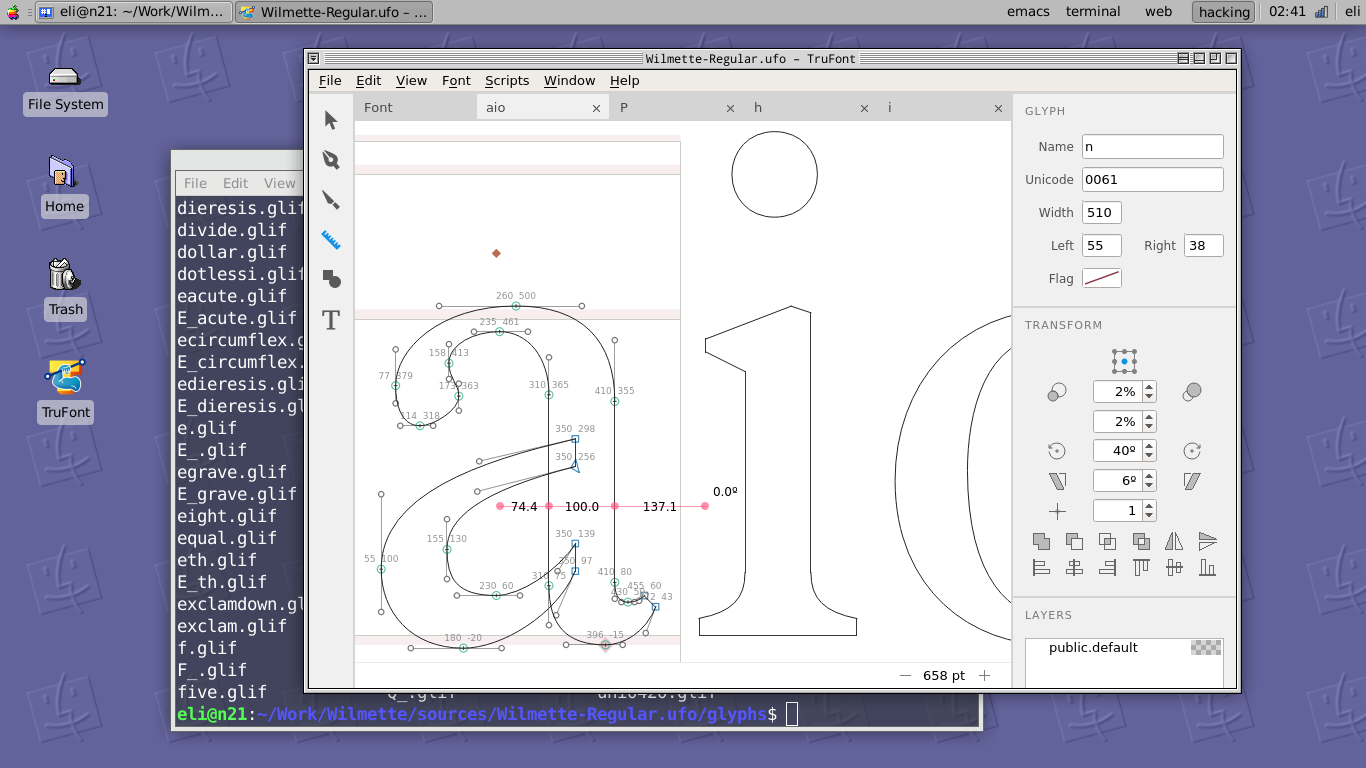 eli@n21: ~/Work/Wilm...
Wilmette-Regular.ufo – ...
emacs
terminal
web
hacking
02:41
eli
File System
Home
Trash
TruFont
File Edit View
dieresis.glif
divide.glif
dollar.glif
dotlessi.glif
eacute.glif
E_acute.glif
ecircumflex.g
E_circumflex.
edieresis.gli
E_dieresis.gl
e.glif
E_.glif
egrave.glif
E_grave.glif
eight.glif
equal.glif
eth.glif
E_th.glif
exclamdown.gl
exclam.glif
f.glif
F_.glif
five.glif
eli@n21:~/Work/Wilmette/sources/Wilmette-Regular.ufo/glyphs$
Wilmette-Regular.ufo – TruFont
File Edit View Font Scripts Window Help
Font
aio ×
P ×
h ×
i ×
260 500
235 461
158 413
77 379
173 363
310 365
410 355
114 318
350 298
350 256
74.4 100.0 137.1 0.0º
350 139
155 130
55 100
350 97
310 75
410 80
230 60
455 60
180 -20
396 -15
658 pt
GLYPH
Name n
Unicode 0061
Width 510
Left 55 Right 38
Flag
TRANSFORM
2%
2%
40º
6º
1
LAYERS
public.default